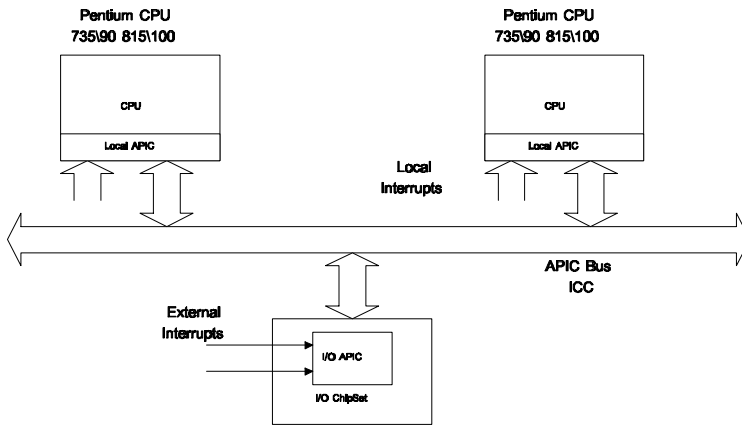 Pentium CPU
735\90 815\100
Pentium CPU
735\90 815\100
CPU
Local APIC
CPU
Local APIC
Local
Interrupts
APIC Bus
ICC
External
Interrupts
I/O APIC
I/O ChipSet